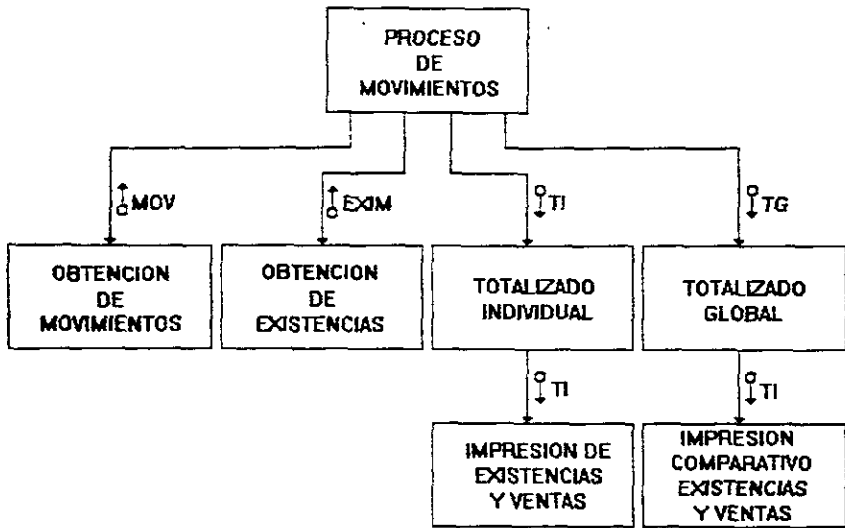 PROCESO
DE
MOVIMIENTOS
MOV
EXIM
TI
TG
OBTENCION
DE
MOVIMIENTOS
OBTENCION
DE
EXISTENCIAS
TOTALIZADO
INDIVIDUAL
TOTALIZADO
GLOBAL
TI
TI
IMPRESION DE
EXISTENCIAS
Y VENTAS
IMPRESION
COMPARATIVO
EXISTENCIAS
Y VENTAS